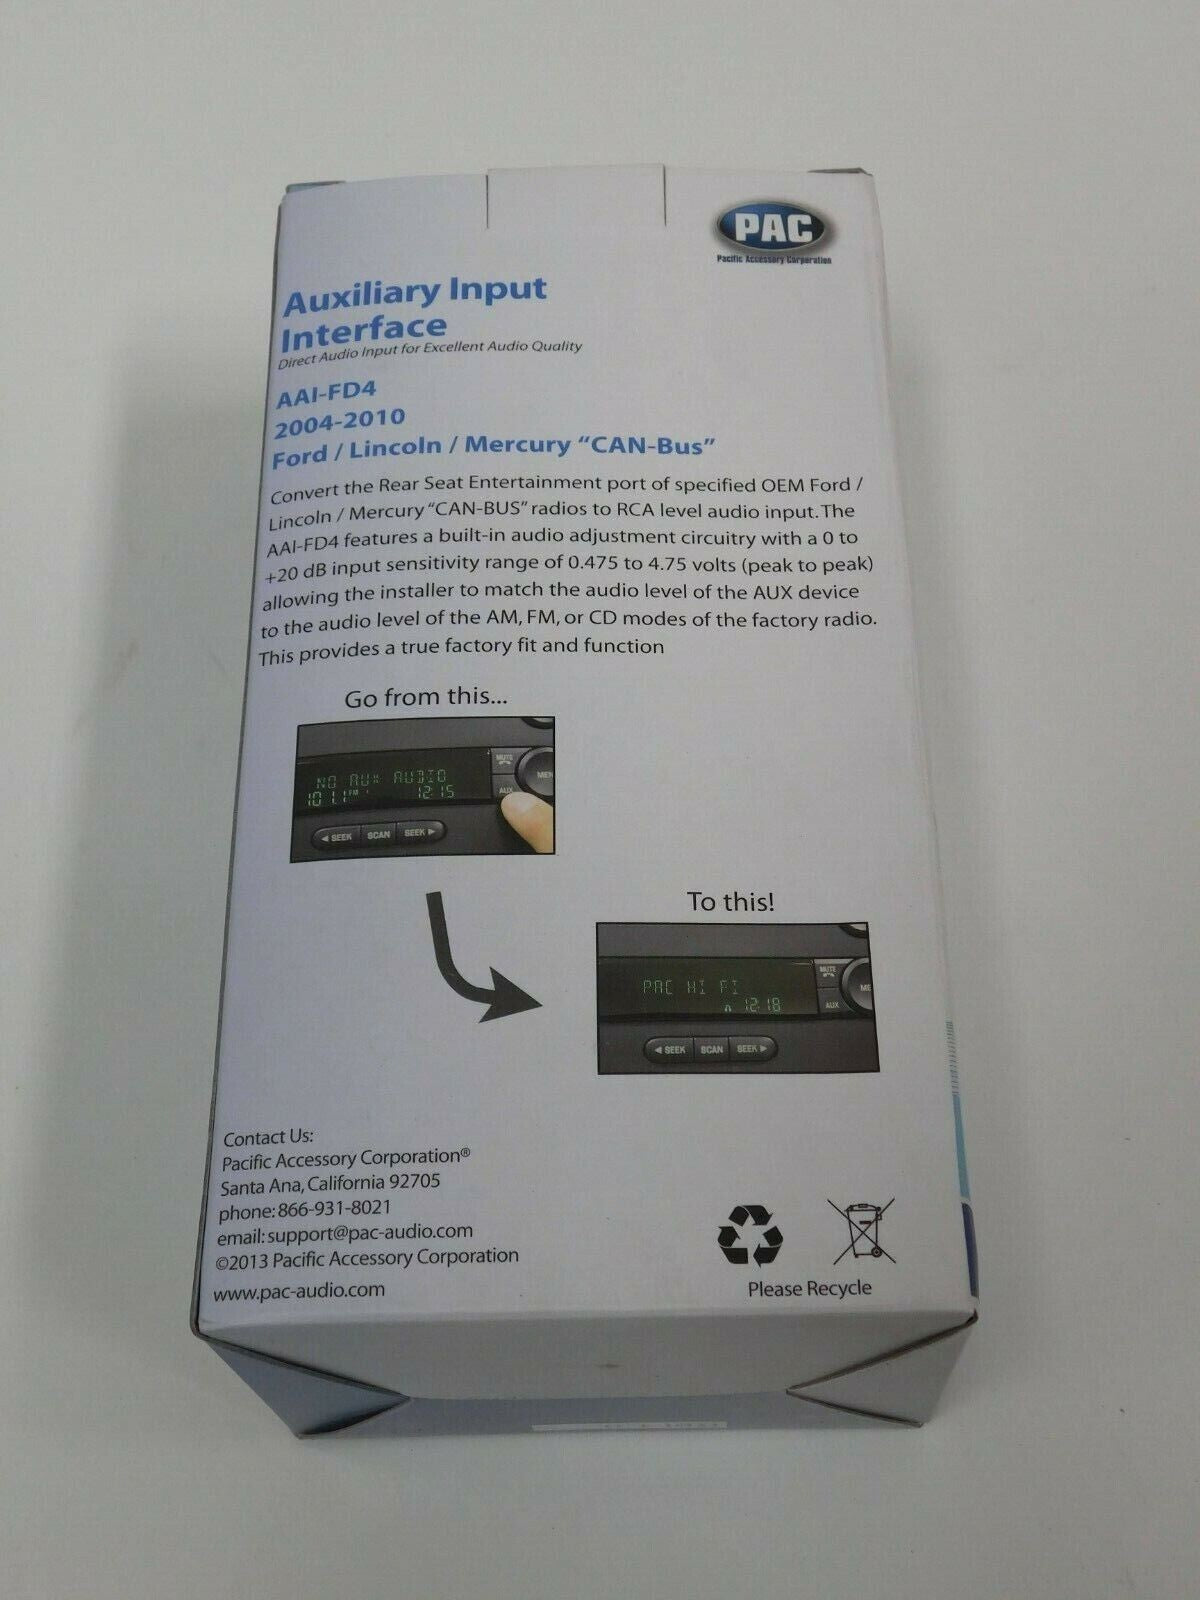 PAC
Pacific Accessory Corporation
Auxiliary Input
Interface
Direct Audio Input for Excellent Audio Quality
AAI-FD4
2004-2010
Ford / Lincoln / Mercury “CAN-Bus”
Convert the Rear Seat Entertainment port of specified OEM Ford /
Lincoln / Mercury “CAN-BUS” radios to RCA level audio input. The
AAI-FD4 features a built-in audio adjustment circuitry with a 0 to
+20 dB input sensitivity range of 0.475 to 4.75 volts (peak to peak)
allowing the installer to match the audio level of the AUX device
to the audio level of the AM, FM, or CD modes of the factory radio.
This provides a true factory fit and function
Go from this...
MUTE
NO AUX AUDIO
MEN
101.1 FM 1 12:15
AUX
◄ SEEK SCAN SEEK ►
To this!
MUTE
PAC HI FI
ME
12:18
AUX
◄ SEEK SCAN SEEK ►
Contact Us:
Pacific Accessory Corporation®
Santa Ana, California 92705
phone: 866-931-8021
email: support@pac-audio.com
©2013 Pacific Accessory Corporation
www.pac-audio.com
Please Recycle